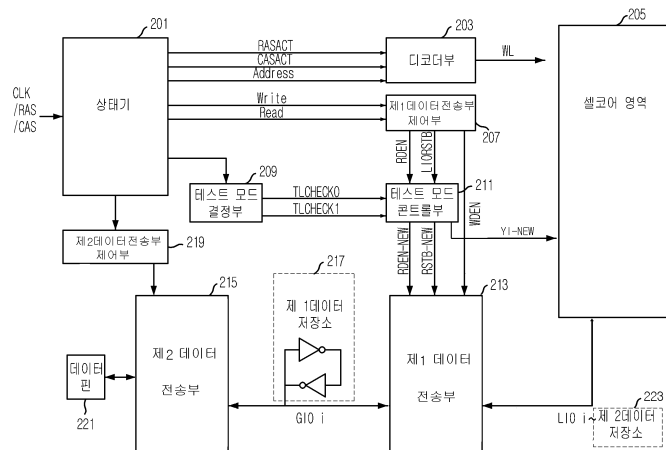 201
203
205
RASACT
CASACT
Address
디코더부
WL
CLK
/RAS
/CAS
상태기
셀코어 영역
Write
Read
제1데이터전송부
제어부
207
RDEN
LIORSTB
WDEN
209
테스트 모드
결정부
TLCHECK0
TLCHECK1
테스트 모드
콘트롤부
211
YI-NEW
제2데이터전송부
제어부
219
RDEN-NEW
RSTB-NEW
215
217
213
제 1데이터
저장소
제2 데이터
전송부
제1 데이터
전송부
데이터
핀
221
GIO i
LIO i~
223
제 2데이터
저장소